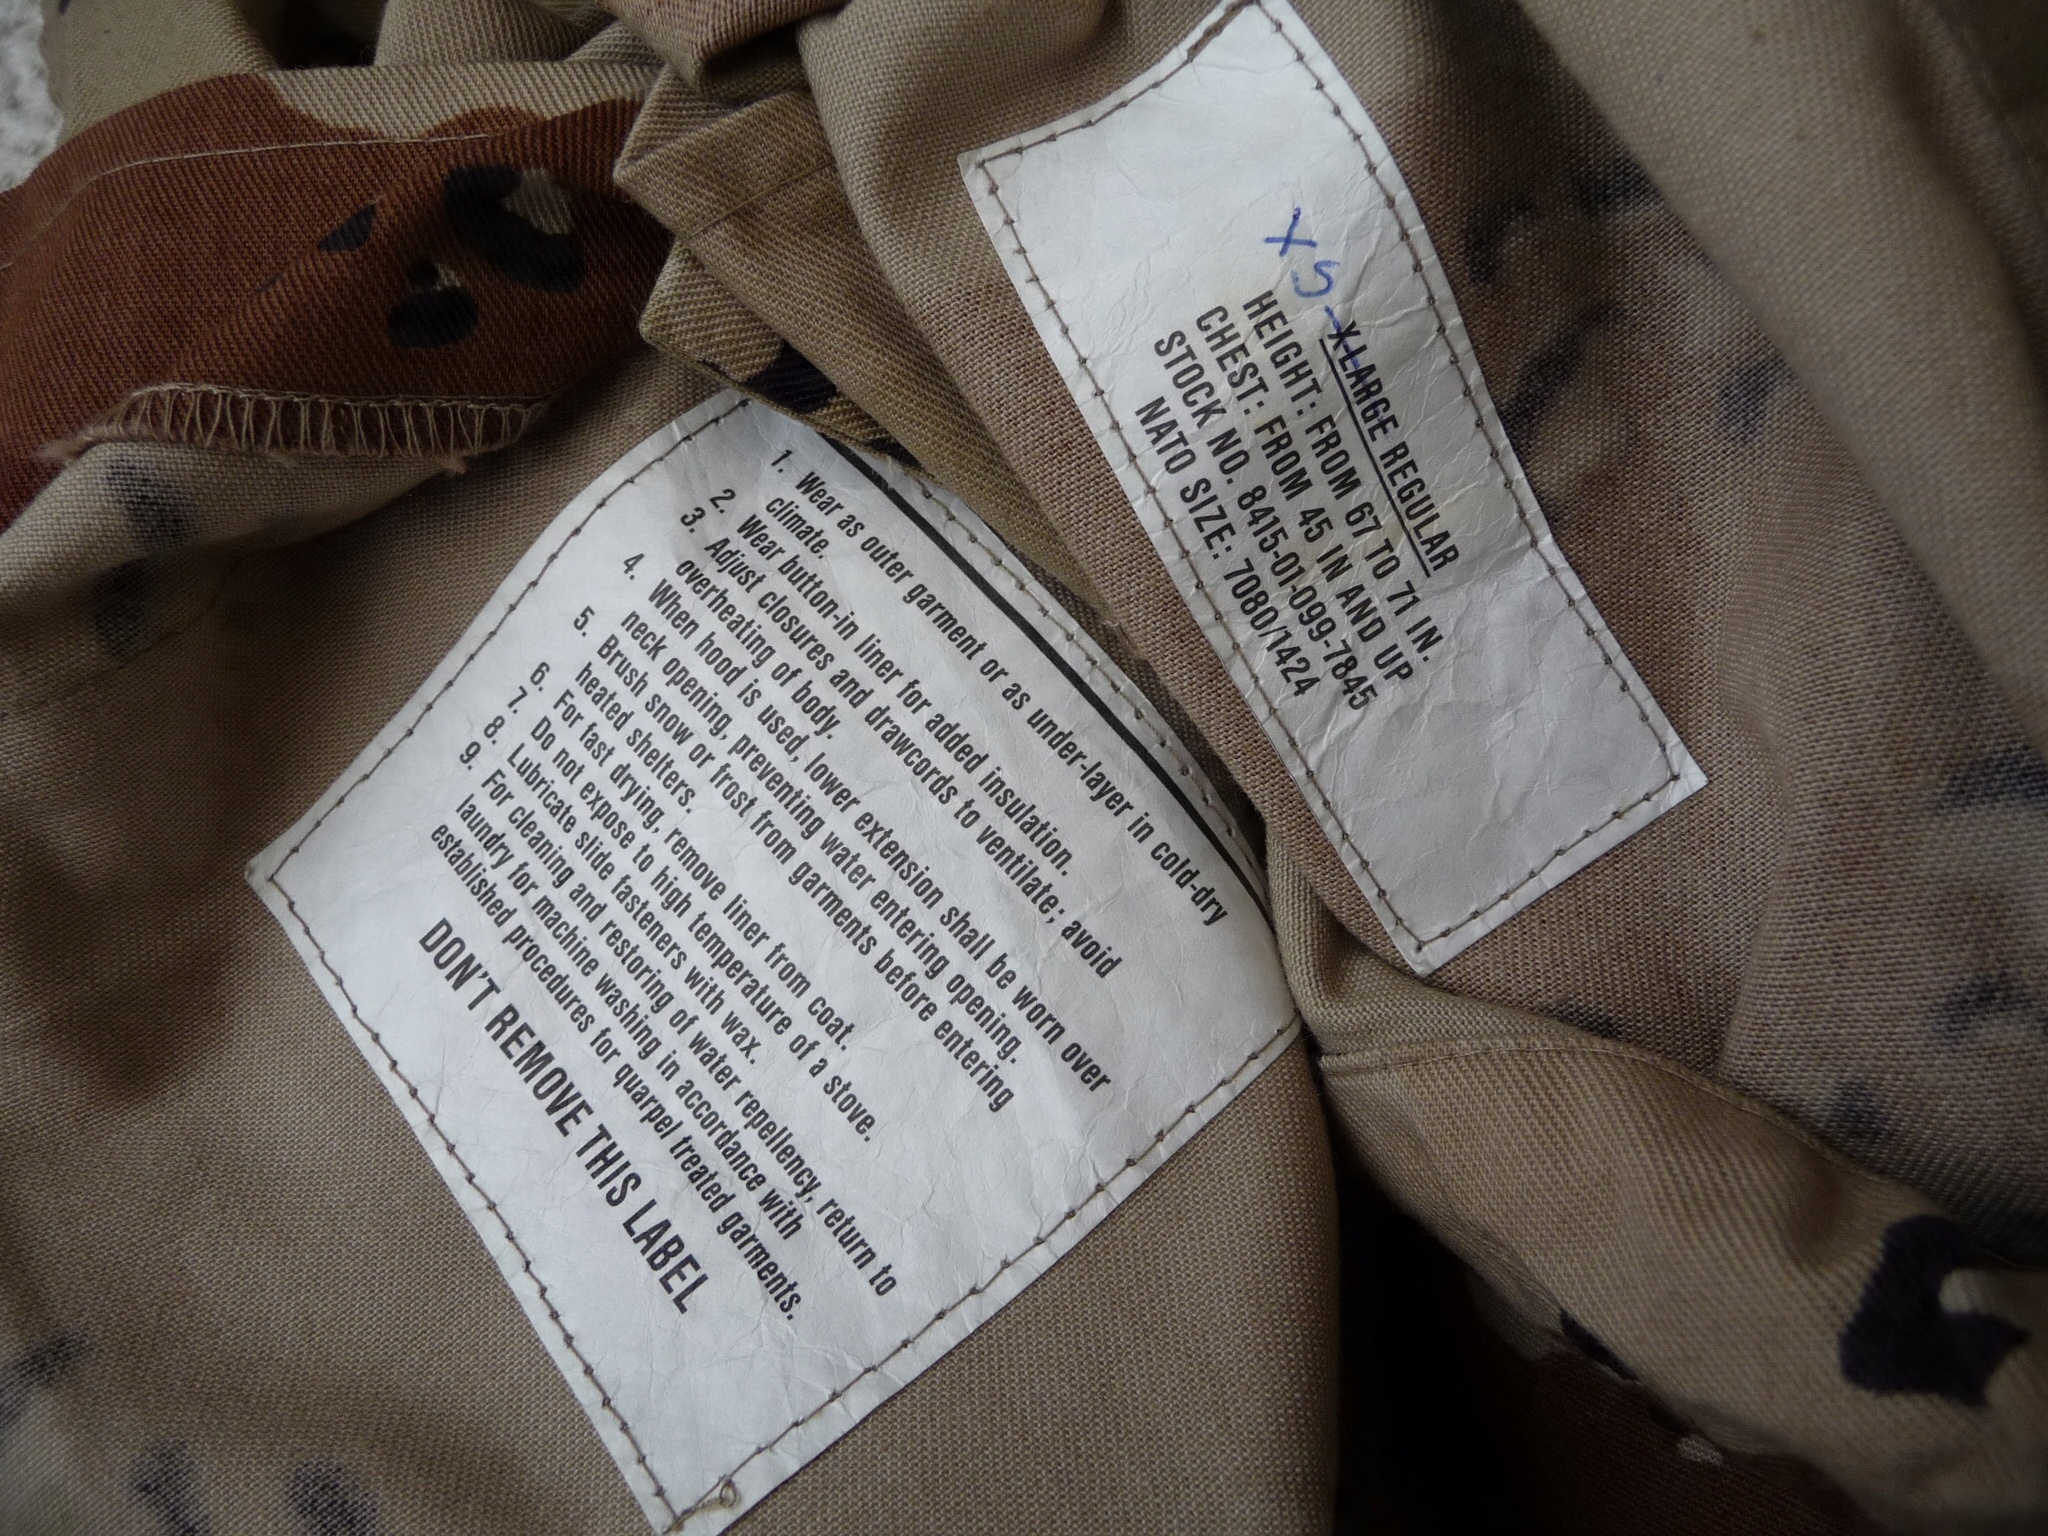 XS
XLARGE REGULAR
HEIGHT: FROM 67 TO 71 IN.
CHEST: FROM 45 IN AND UP
STOCK NO. 8415-01-099-7845
NATO SIZE: 7080/1424
1. Wear as outer garment or as under-layer in cold-dry
climate.
2. Wear button-in liner for added insulation.
3. Adjust closures and drawcords to ventilate; avoid
overheating of body.
4. When hood is used, lower extension shall be worn over
neck opening, preventing water entering opening.
5. Brush snow or frost from garments before entering
heated shelters.
6. For fast drying, remove liner from coat.
7. Do not expose to high temperature of a stove.
8. Lubricate slide fasteners with wax.
9. For cleaning and restoring of water repellency, return to
laundry for machine washing in accordance with
established procedures for quarpel treated garments.
DON'T REMOVE THIS LABEL